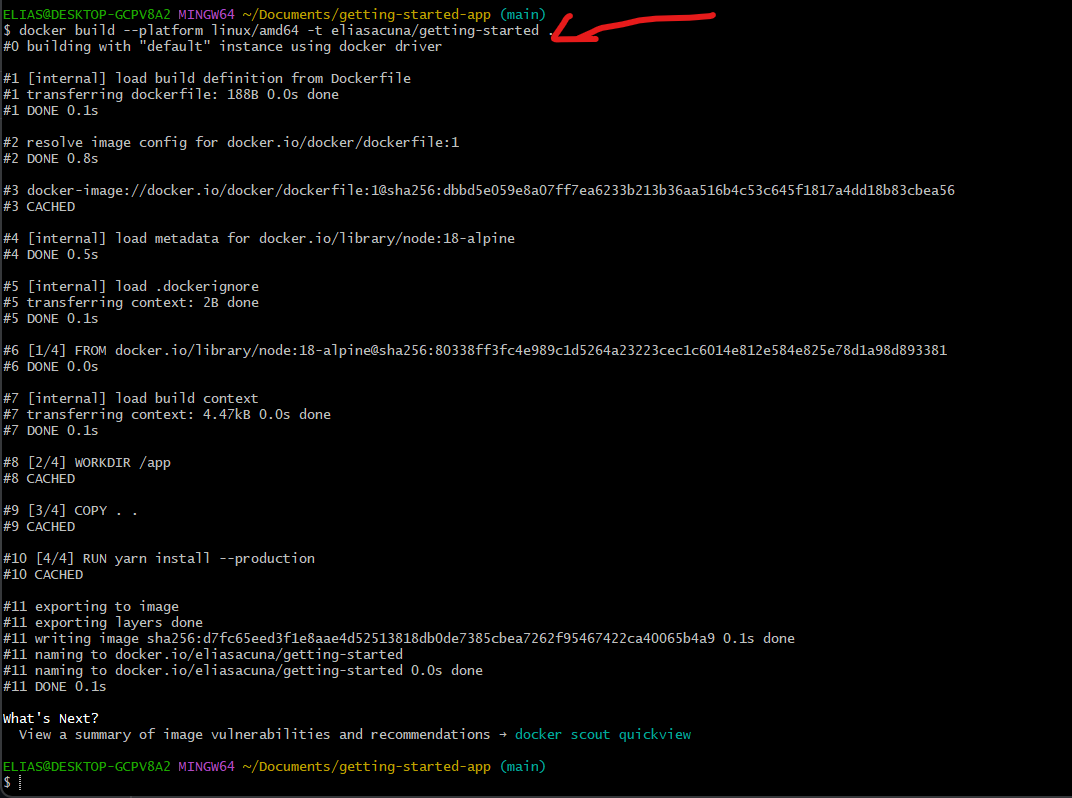 ELIAS@DESKTOP-GCPV8A2 MINGW64 ~/Documents/getting-started-app (main)
$ docker build --platform linux/amd64 -t eliasacuna/getting-started .
#0 building with "default" instance using docker driver
#1 [internal] load build definition from Dockerfile
#1 transferring dockerfile: 188B 0.0s done
#1 DONE 0.1s
#2 resolve image config for docker.io/docker/dockerfile:1
#2 DONE 0.8s
#3 docker-image://docker.io/docker/dockerfile:1@sha256:dbbd5e059e8a07ff7ea6233b213b36aa516b4c53c645f1817a4dd18b83cbea56
#3 CACHED
#4 [internal] load metadata for docker.io/library/node:18-alpine
#4 DONE 0.5s
#5 [internal] load .dockerignore
#5 transferring context: 2B done
#5 DONE 0.1s
#6 [1/4] FROM docker.io/library/node:18-alpine@sha256:80338ff3fc4e989c1d5264a23223cec1c6014e812e584e825e78d1a98d893381
#6 DONE 0.0s
#7 [internal] load build context
#7 transferring context: 4.47kB 0.0s done
#7 DONE 0.1s
#8 [2/4] WORKDIR /app
#8 CACHED
#9 [3/4] COPY . .
#9 CACHED
#10 [4/4] RUN yarn install --production
#10 CACHED
#11 exporting to image
#11 exporting layers done
#11 writing image sha256:d7fc65eed3f1e8aae4d52513818db0de7385cbea7262f95467422ca40065b4a9 0.1s done
#11 naming to docker.io/eliasacuna/getting-started
#11 naming to docker.io/eliasacuna/getting-started 0.0s done
#11 DONE 0.1s
What's Next?
View a summary of image vulnerabilities and recommendations → docker scout quickview
ELIAS@DESKTOP-GCPV8A2 MINGW64 ~/Documents/getting-started-app (main)
$